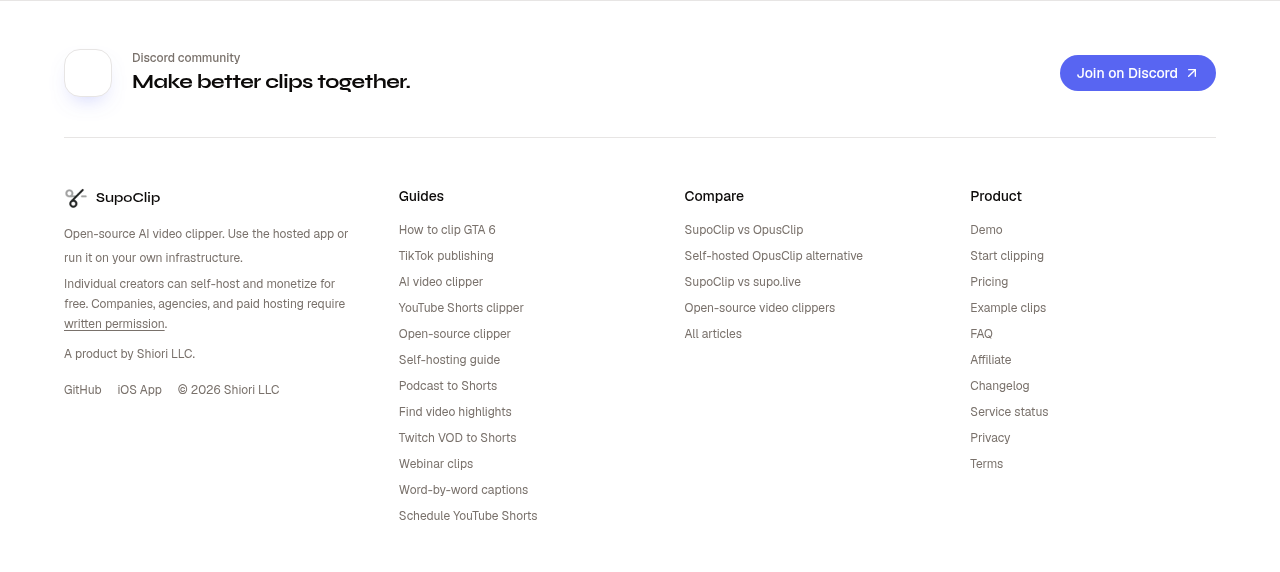 Discord community
Make better clips together.
Join on Discord
SupoClip
Open-source AI video clipper. Use the hosted app or
run it on your own infrastructure.
Individual creators can self-host and monetize for
free. Companies, agencies, and paid hosting require
written permission.
A product by Shiori LLC.
GitHub iOS App © 2026 Shiori LLC
Guides
How to clip GTA 6
TikTok publishing
AI video clipper
YouTube Shorts clipper
Open-source clipper
Self-hosting guide
Podcast to Shorts
Find video highlights
Twitch VOD to Shorts
Webinar clips
Word-by-word captions
Schedule YouTube Shorts
Compare
SupoClip vs OpusClip
Self-hosted OpusClip alternative
SupoClip vs supo.live
Open-source video clippers
All articles
Product
Demo
Start clipping
Pricing
Example clips
FAQ
Affiliate
Changelog
Service status
Privacy
Terms